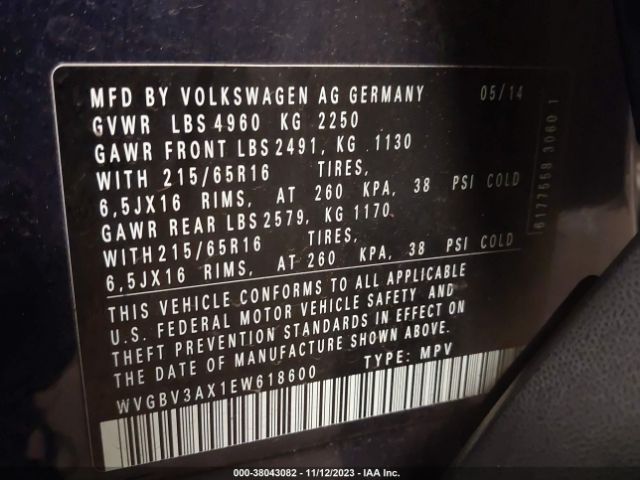 MFD BY VOLKSWAGEN AG GERMANY 05/14
GVWR LBS 4960 KG 2250
GAWR FRONT LBS 2491, KG 1130
WITH 215/65R16 TIRES,
6,5JX16 RIMS, AT 260 KPA, 38 PSI COLD
GAWR REAR LBS 2579, KG 1170
WITH 215/65R16 TIRES,
6,5JX16 RIMS, AT 260 KPA, 38 PSI COLD
THIS VEHICLE CONFORMS TO ALL APPLICABLE
U.S. FEDERAL MOTOR VEHICLE SAFETY AND
THEFT PREVENTION STANDARDS IN EFFECT ON
THE DATE OF MANUFACTURE SHOWN ABOVE.
WVGBV3AX1EW618600 TYPE: MPV
6177558 3060 1
000-38043082 - 11/12/2023 - IAA Inc.